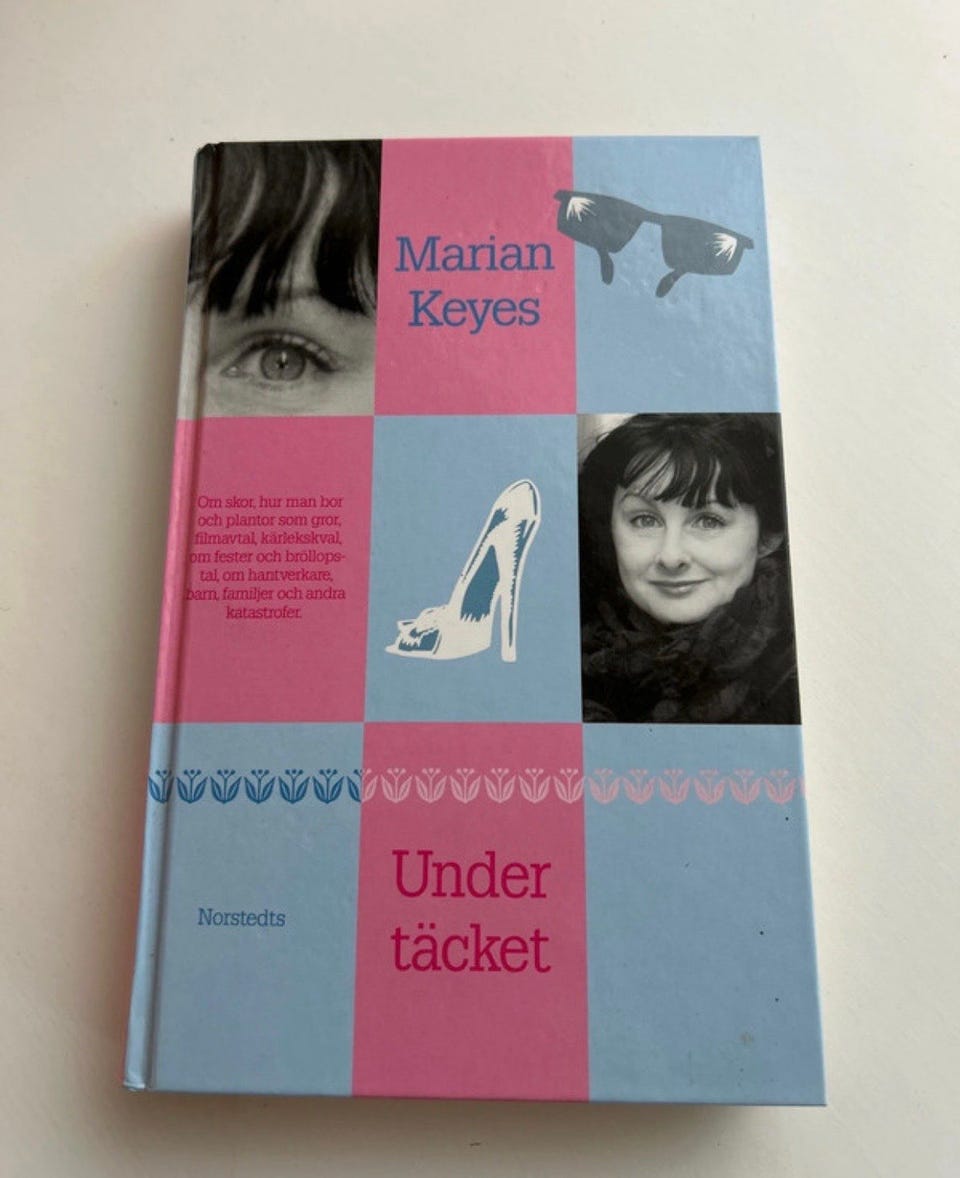 Marian
Keyes
Om skor, hur man bor
och plantor som gror,
filmavtal, kärlekskval,
om fester och bröllops-
tal, om hantverkare,
barn, familjer och andra
katastrofer.
Under
täcket
Norstedts